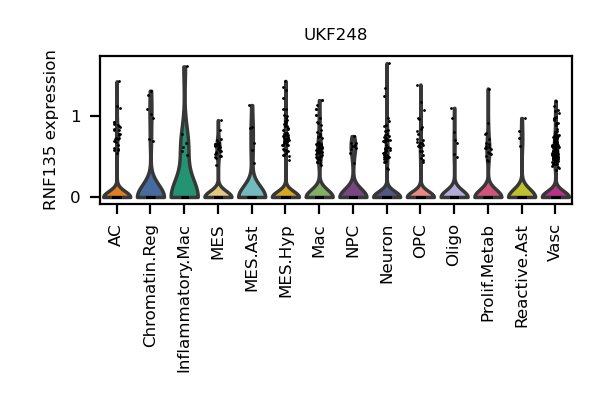 UKF248
RNF135 expression
1
0
AC
Chromatin.Reg
Inflammatory.Mac
MES
MES.Ast
MES.Hyp
Mac
NPC
Neuron
OPC
Oligo
Prolif.Metab
Reactive.Ast
Vasc